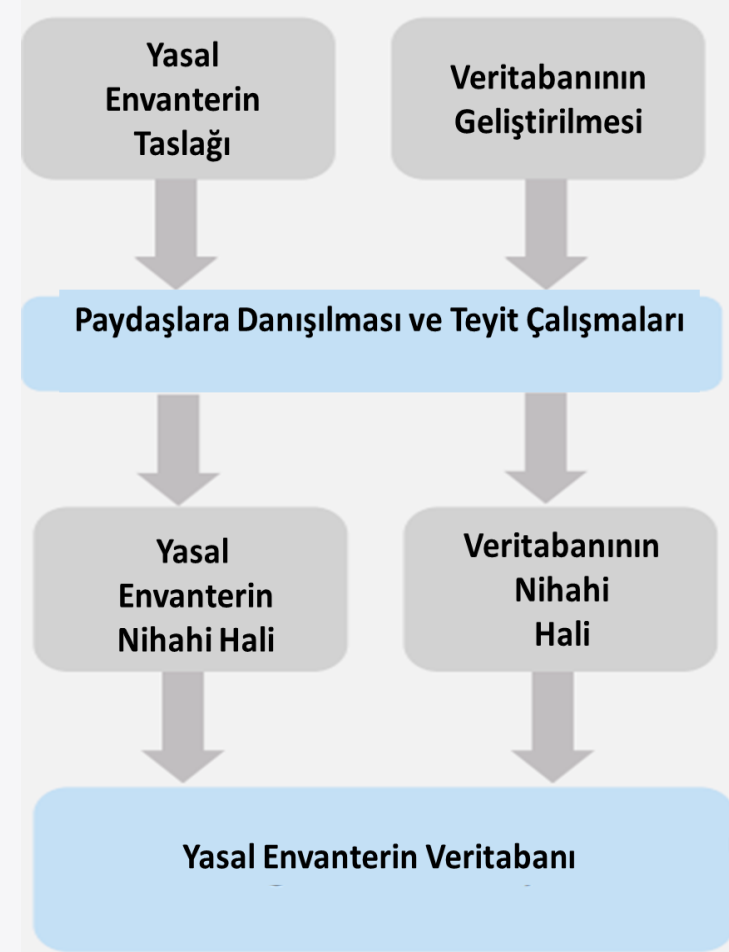 Yasal
Envanterin
Taslağı
Veritabanının
Geliştirilmesi
Paydaşlara Danışılması ve Teyit Çalışmaları
Yasal
Envanterin
Nihahi Hali
Veritabanının
Nihahi
Hali
Yasal Envanterin Veritabanı